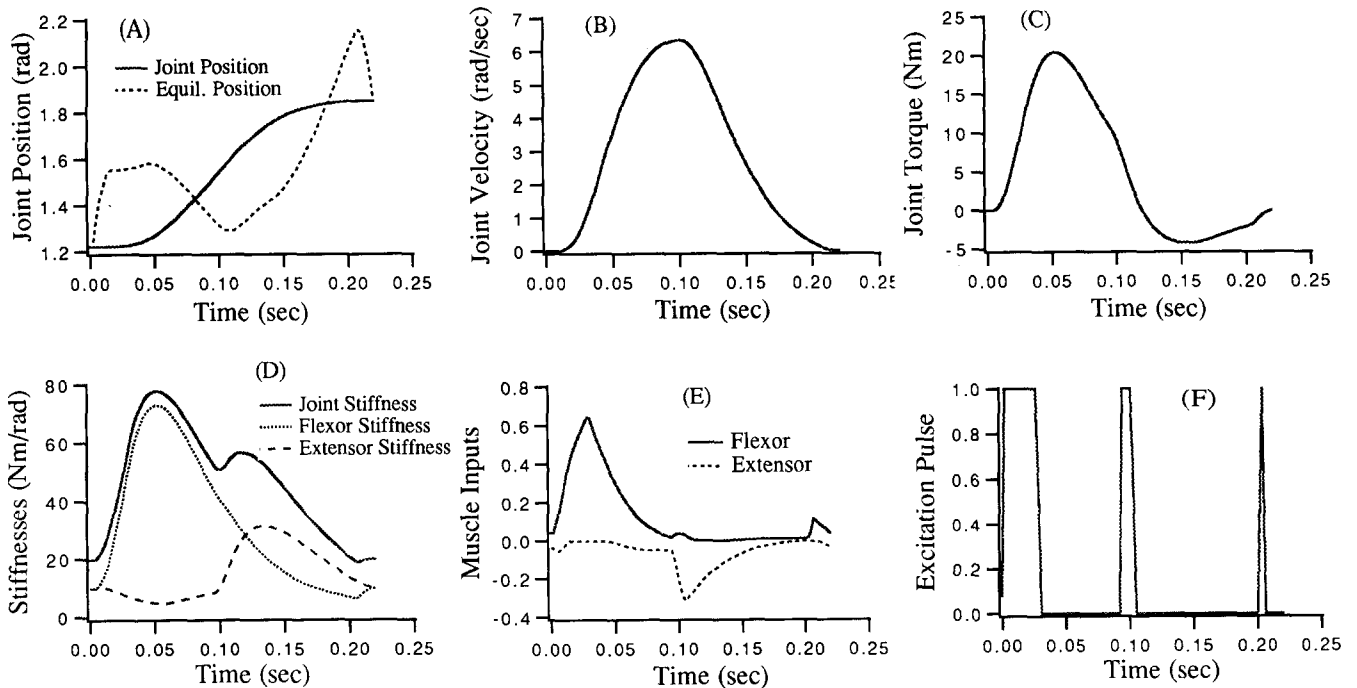 (A)
Joint Position (rad)
2.2
2.0
1.8
1.6
1.4
1.2
Joint Position
Equil. Position
0.00 0.05 0.10 0.15 0.20 0.25
Time (sec)
(B)
Joint Velocity (rad/sec)
7
6
5
4
3
2
1
0
0.00 0.05 0.10 0.15 0.20 0.25
Time (sec)
(C)
Joint Torque (Nm)
25
20
15
10
5
0
-5
0.00 0.05 0.10 0.15 0.20 0.25
Time (sec)
(D)
Stiffnesses (Nm/rad)
80
60
40
20
0
Joint Stiffness
Flexor Stiffness
Extensor Stiffness
0.00 0.05 0.10 0.15 0.20 0.25
Time (sec)
(E)
Muscle Inputs
0.8
0.6
0.4
0.2
0.0
-0.2
-0.4
Flexor
Extensor
0.00 0.05 0.10 0.15 0.20 0.25
Time (sec)
(F)
Excitation Pulse
1.0
0.8
0.6
0.4
0.2
0.0
0.00 0.05 0.10 0.15 0.20 0.25
Time (sec)